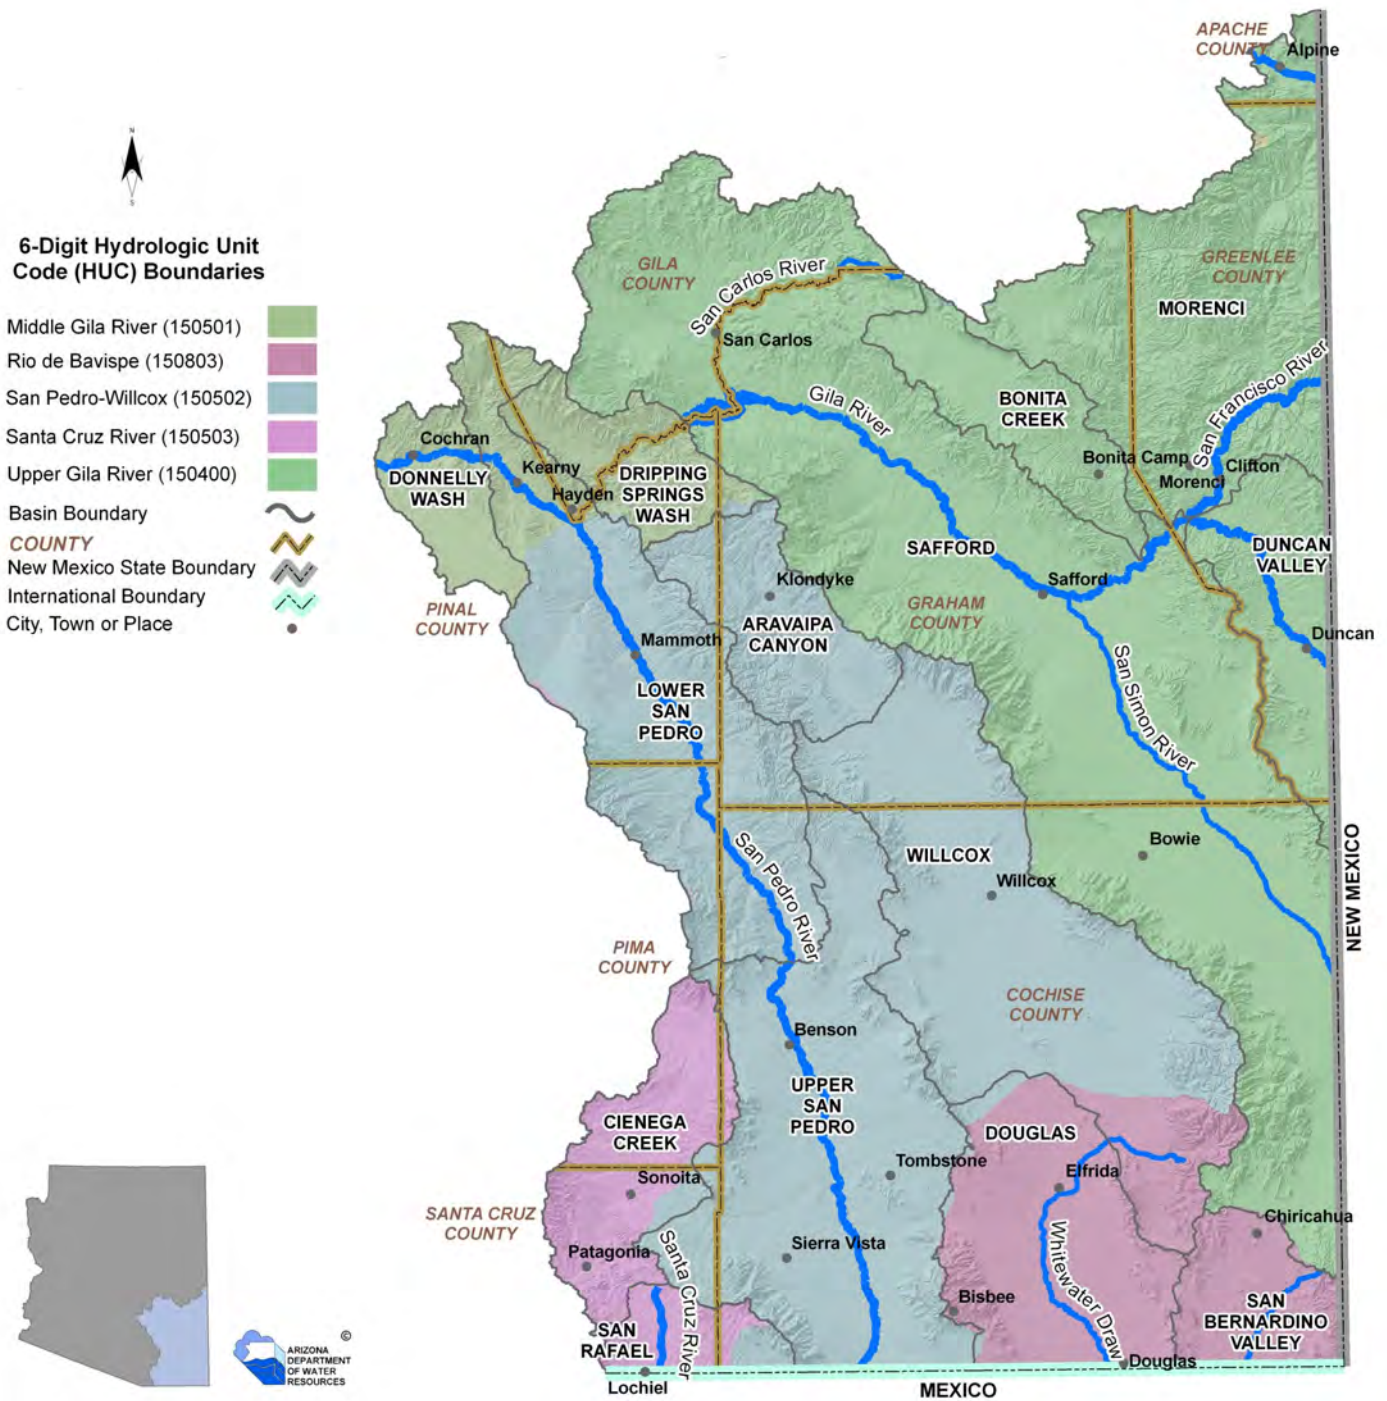 APACHE
COUNTY
Alpine
N
S
6-Digit Hydrologic Unit
Code (HUC) Boundaries
Middle Gila River (150501)
Rio de Bavispe (150803)
San Pedro-Willcox (150502)
Santa Cruz River (150503)
Upper Gila River (150400)
Basin Boundary
COUNTY
New Mexico State Boundary
International Boundary
City, Town or Place
GILA
COUNTY
San Carlos River
San Carlos
GREENLEE
COUNTY
MORENCI
San Francisco River
BONITA
CREEK
Gila River
Bonita Camp
Clifton
Morenci
Cochran
DONNELLY
WASH
Kearny
Hayden
DRIPPING
SPRINGS
WASH
SAFFORD
DUNCAN
VALLEY
Klondyke
Safford
GRAHAM
COUNTY
PINAL
COUNTY
ARAVAIPA
CANYON
Mammoth
Duncan
LOWER
SAN
PEDRO
San Simon River
San Pedro River
WILLCOX
Willcox
Bowie
NEW MEXICO
PIMA
COUNTY
COCHISE
COUNTY
Benson
UPPER
SAN
PEDRO
CIENEGA
CREEK
DOUGLAS
Sonoita
Tombstone
Elfrida
SANTA CRUZ
COUNTY
Patagonia
Santa Cruz River
Sierra Vista
Whitewater Draw
Chiricahua
Bisbee
SAN
BERNARDINO
VALLEY
SAN
RAFAEL
Lochiel
Douglas
MEXICO
©
ARIZONA
DEPARTMENT
OF WATER
RESOURCES